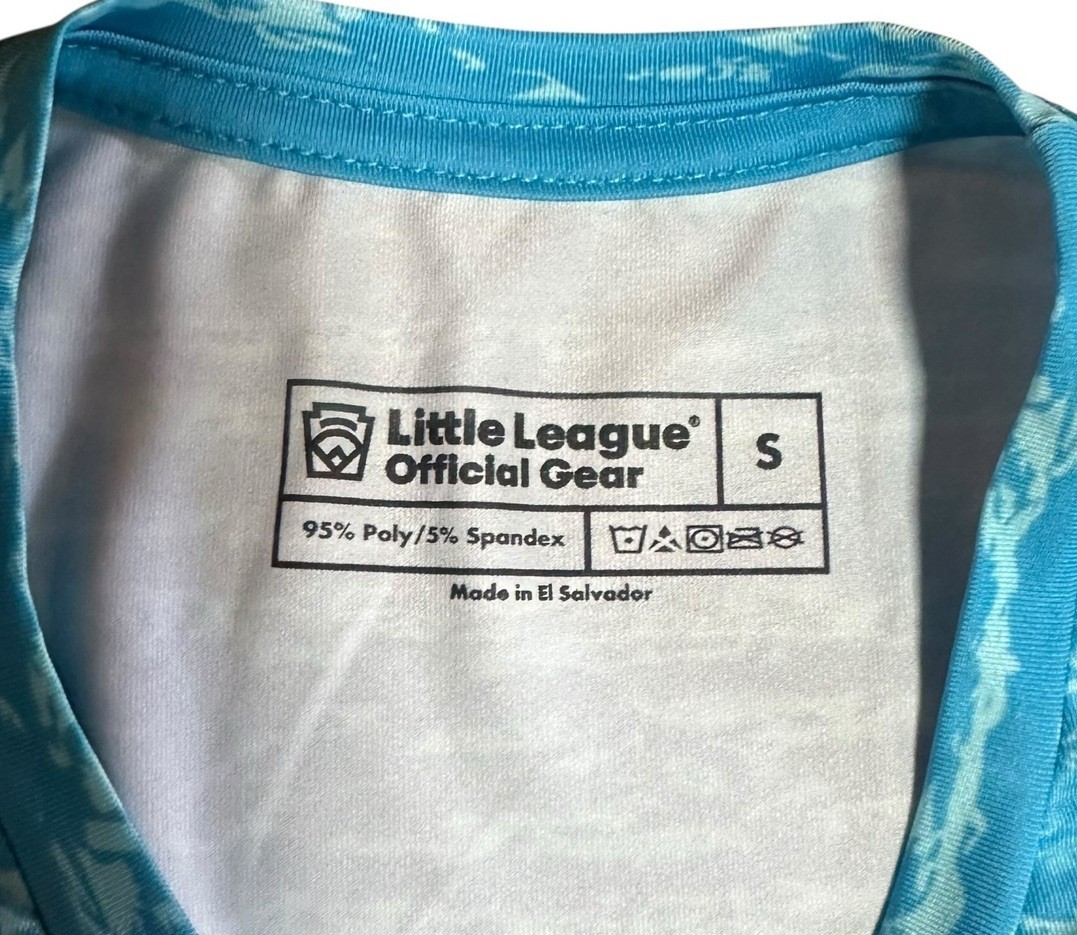 Little League®
Official Gear
S
95% Poly/5% Spandex
Made in El Salvador